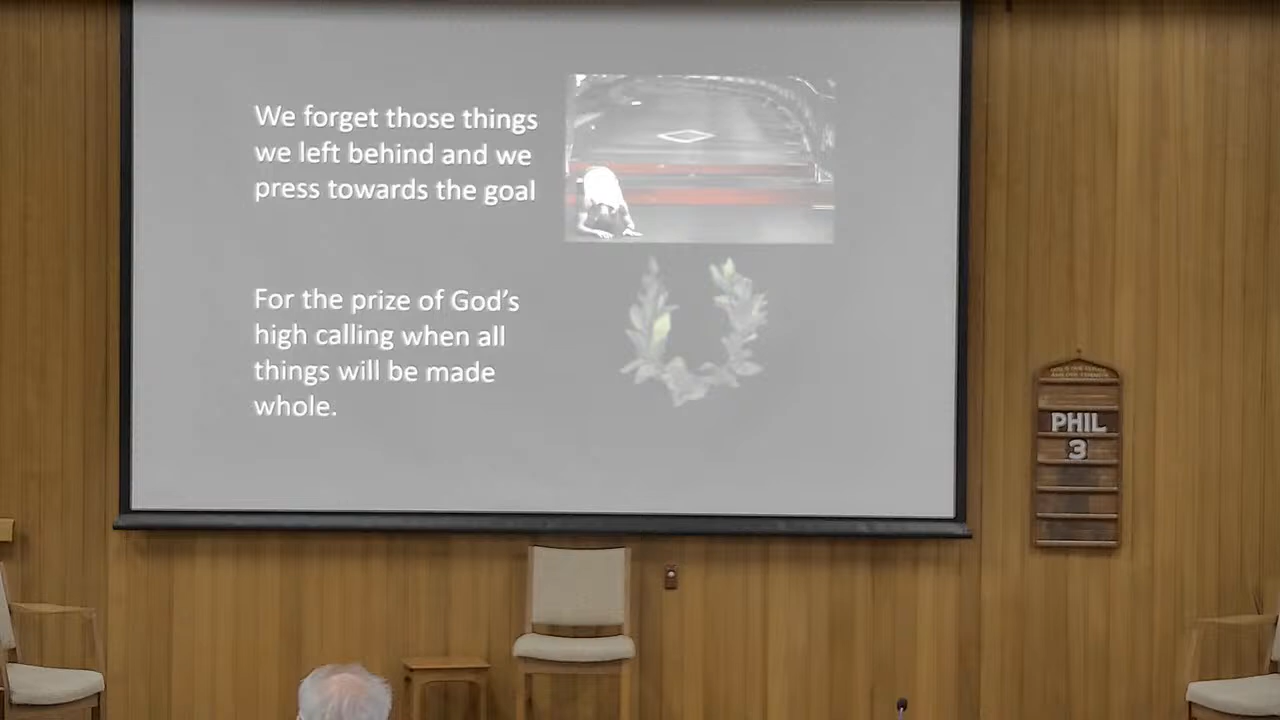 We forget those things
we left behind and we
press towards the goal
For the prize of God's
high calling when all
things will be made
whole.
PHIL
3